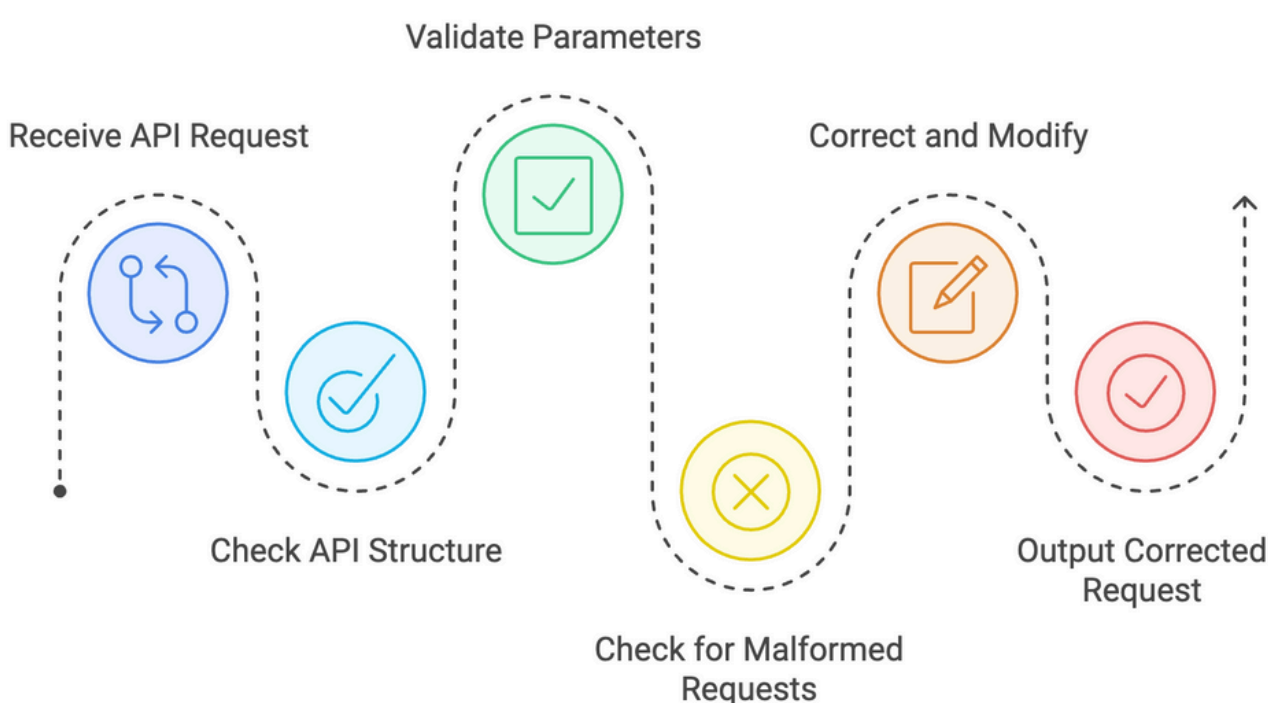 Receive API Request
Check API Structure
Validate Parameters
Check for Malformed
Requests
Correct and Modify
Output Corrected
Request